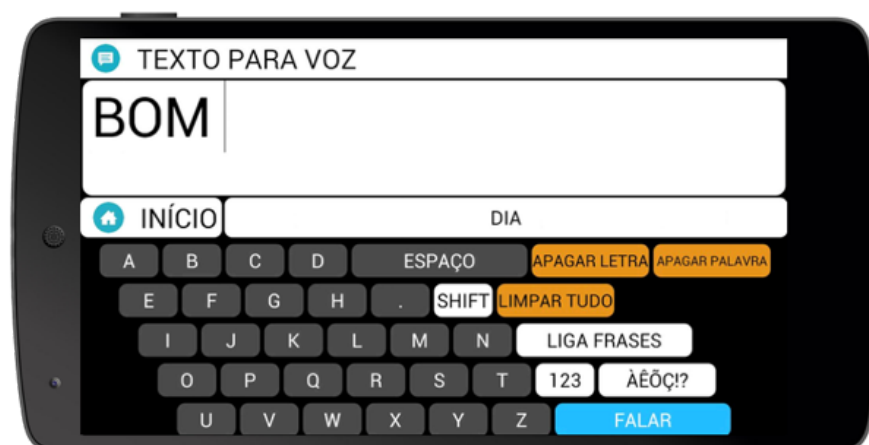 TEXTO PARA VOZ
BOM
INÍCIO DIA
A B C D ESPAÇO APAGAR LETRA APAGAR PALAVRA
E F G H . SHIFT LIMPAR TUDO
I J K L M N LIGA FRASES
O P Q R S T 123 ÀÊÕÇ!?
U V W X Y Z FALAR